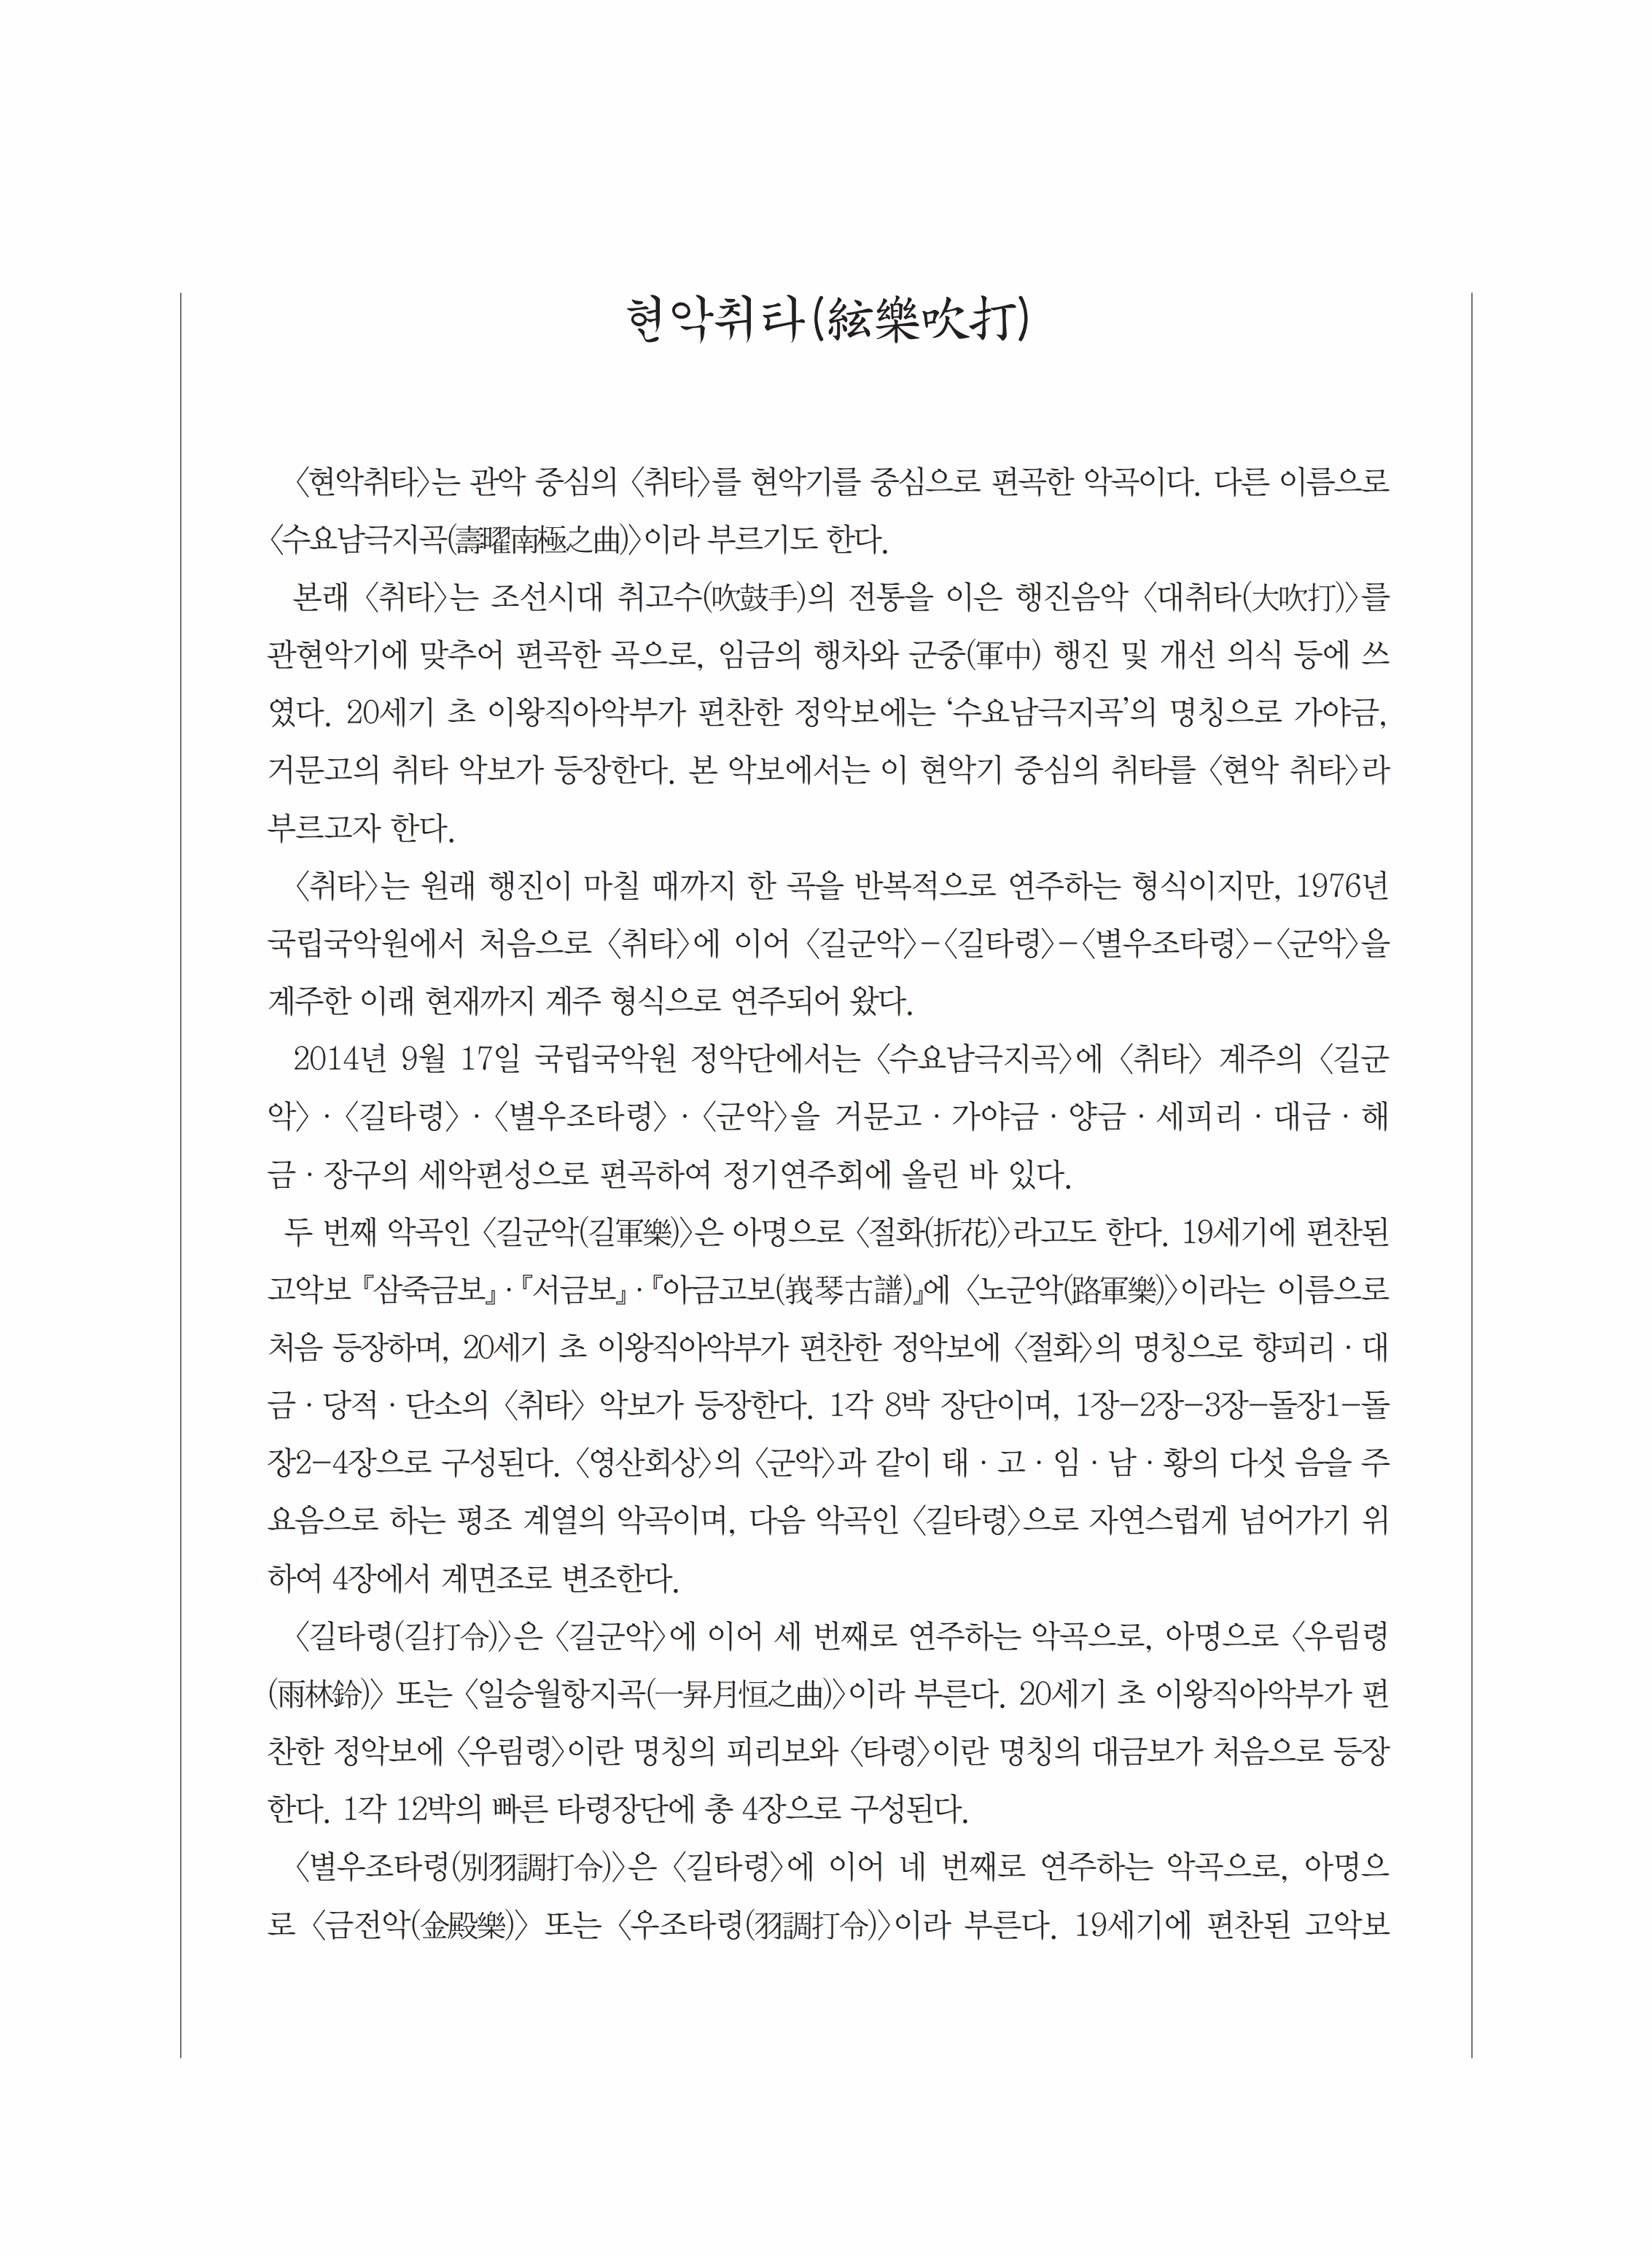 현악취타(絃樂吹打)
〈현악취타〉는 관악 중심의 〈취타〉를 현악기를 중심으로 편곡한 악곡이다. 다른 이름으로
〈수요남극지곡(壽曜南極之曲)〉이라 부르기도 한다.
본래 〈취타〉는 조선시대 취고수(吹鼓手)의 전통을 이은 행진음악 〈대취타(大吹打)〉를
관현악기에 맞추어 편곡한 곡으로, 임금의 행차와 군중(軍中) 행진 및 개선 의식 등에 쓰
였다. 20세기 초 이왕직아악부가 편찬한 정악보에는 ‘수요남극지곡’의 명칭으로 가야금,
거문고의 취타 악보가 등장한다. 본 악보에서는 이 현악기 중심의 취타를 〈현악 취타〉라
부르고자 한다.
〈취타〉는 원래 행진이 마칠 때까지 한 곡을 반복적으로 연주하는 형식이지만, 1976년
국립국악원에서 처음으로 〈취타〉에 이어 〈길군악〉-〈길타령〉-〈별우조타령〉-〈군악〉을
계주한 이래 현재까지 계주 형식으로 연주되어 왔다.
2014년 9월 17일 국립국악원 정악단에서는 〈수요남극지곡〉에 〈취타〉 계주의 〈길군
악〉·〈길타령〉·〈별우조타령〉·〈군악〉을 거문고·가야금·양금·세피리·대금·해
금·장구의 세악편성으로 편곡하여 정기연주회에 올린 바 있다.
두 번째 악곡인 〈길군악(길軍樂)〉은 아명으로 〈절화(折花)〉라고도 한다. 19세기에 편찬된
고악보 『삼죽금보』·『서금보』·『아금고보(峩琴古譜)』에 〈노군악(路軍樂)〉이라는 이름으로
처음 등장하며, 20세기 초 이왕직아악부가 편찬한 정악보에 〈절화〉의 명칭으로 향피리·대
금·당적·단소의 〈취타〉 악보가 등장한다. 1각 8박 장단이며, 1장-2장-3장-돌장1-돌
장2-4장으로 구성된다. 〈영산회상〉의 〈군악〉과 같이 태·고·임·남·황의 다섯 음을 주
요음으로 하는 평조 계열의 악곡이며, 다음 악곡인 〈길타령〉으로 자연스럽게 넘어가기 위
하여 4장에서 계면조로 변조한다.
〈길타령(길打令)〉은 〈길군악〉에 이어 세 번째로 연주하는 악곡으로, 아명으로 〈우림령
(雨林鈴)〉 또는 〈일승월항지곡(一昇月恒之曲)〉이라 부른다. 20세기 초 이왕직아악부가 편
찬한 정악보에 〈우림령〉이란 명칭의 피리보와 〈타령〉이란 명칭의 대금보가 처음으로 등장
한다. 1각 12박의 빠른 타령장단에 총 4장으로 구성된다.
〈별우조타령(別羽調打令)〉은 〈길타령〉에 이어 네 번째로 연주하는 악곡으로, 아명으
로 〈금전악(金殿樂)〉 또는 〈우조타령(羽調打令)〉이라 부른다. 19세기에 편찬된 고악보